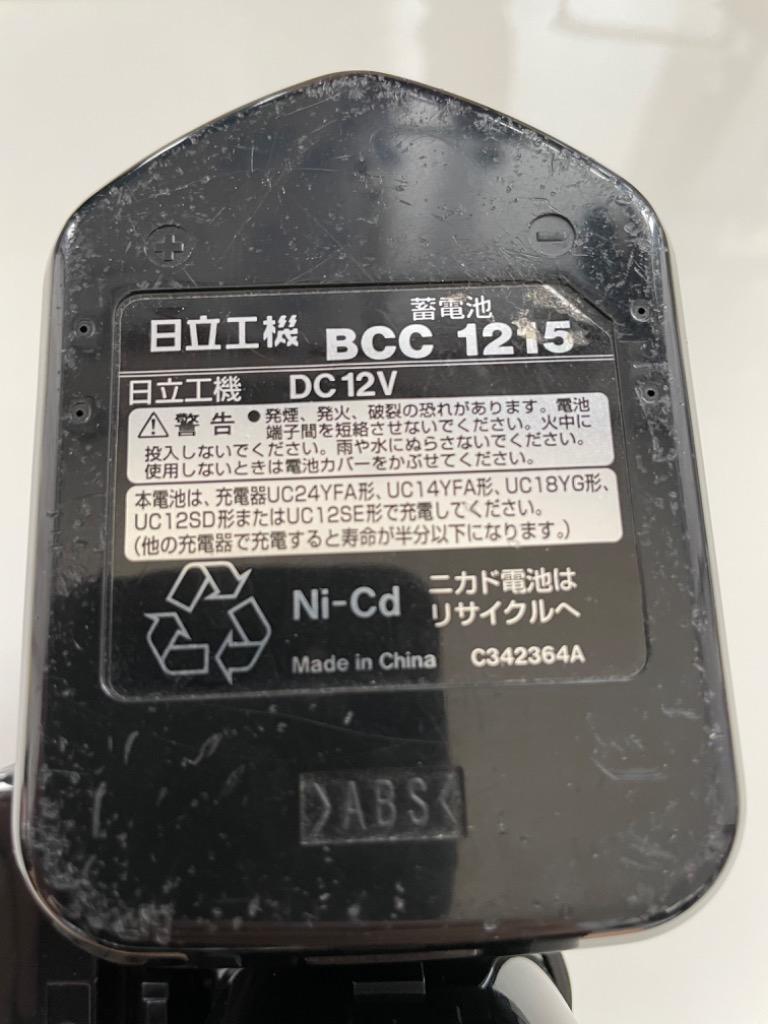 + −
蓄電池
日立工機 BCC 1215
日立工機 DC12V
⚠警告 ●発煙、発火、破裂の恐れがあります。電池
端子間を短絡させないでください。火中に
投入しないでください。雨や水にぬらさないでください。
使用しないときは電池カバーをかぶせてください。
本電池は、充電器UC24YFA形、UC14YFA形、UC18YG形、
UC12SD形またはUC12SE形で充電してください。
(他の充電器で充電すると寿命が半分以下になります。)
Ni-Cd ニカド電池は
リサイクルへ
Made in China C342364A
>ABS<